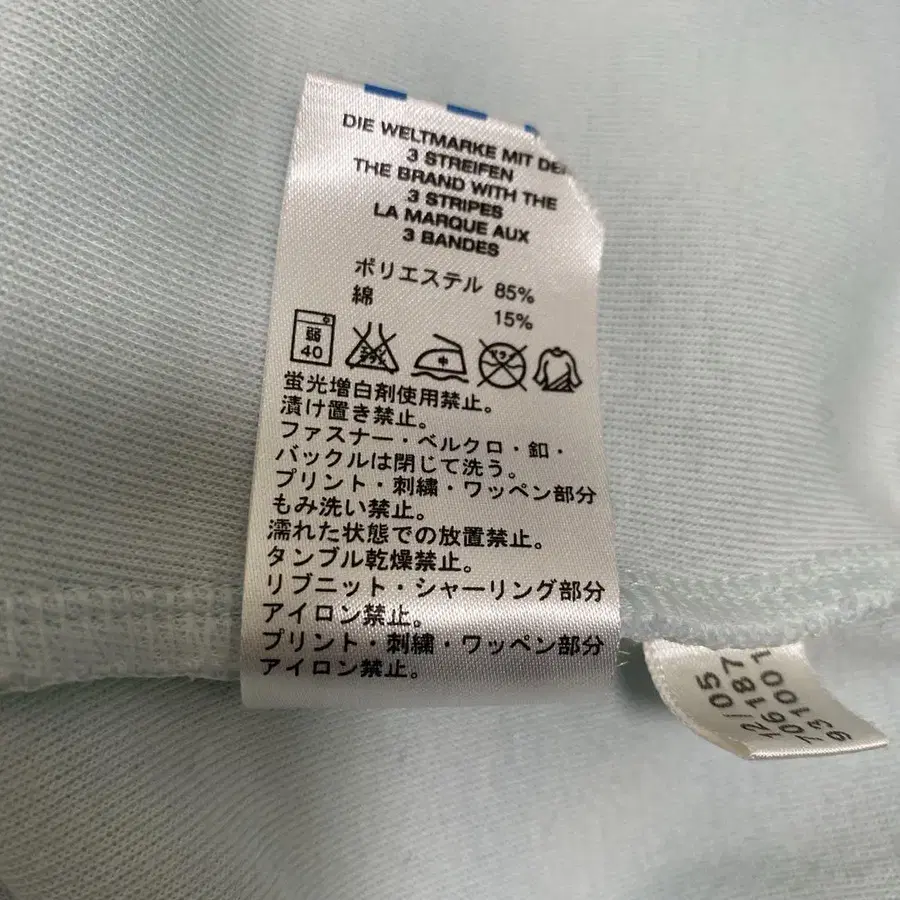 DIE WELTMARKE MIT DER
3 STREIFEN
THE BRAND WITH THE
3 STRIPES
LA MARQUE AUX
3 BANDES
ポリエステル 85%
綿 15%
弱
40
中
蛍光増白剤使用禁止。
漬け置き禁止。
ファスナー・ベルクロ・釦・
バックルは閉じて洗う。
プリント・刺繍・ワッペン部分
もみ洗い禁止。
濡れた状態での放置禁止。
タンブル乾燥禁止。
リブニット・シャーリング部分
アイロン禁止。
プリント・刺繍・ワッペン部分
アイロン禁止。
12/05
706187
931001